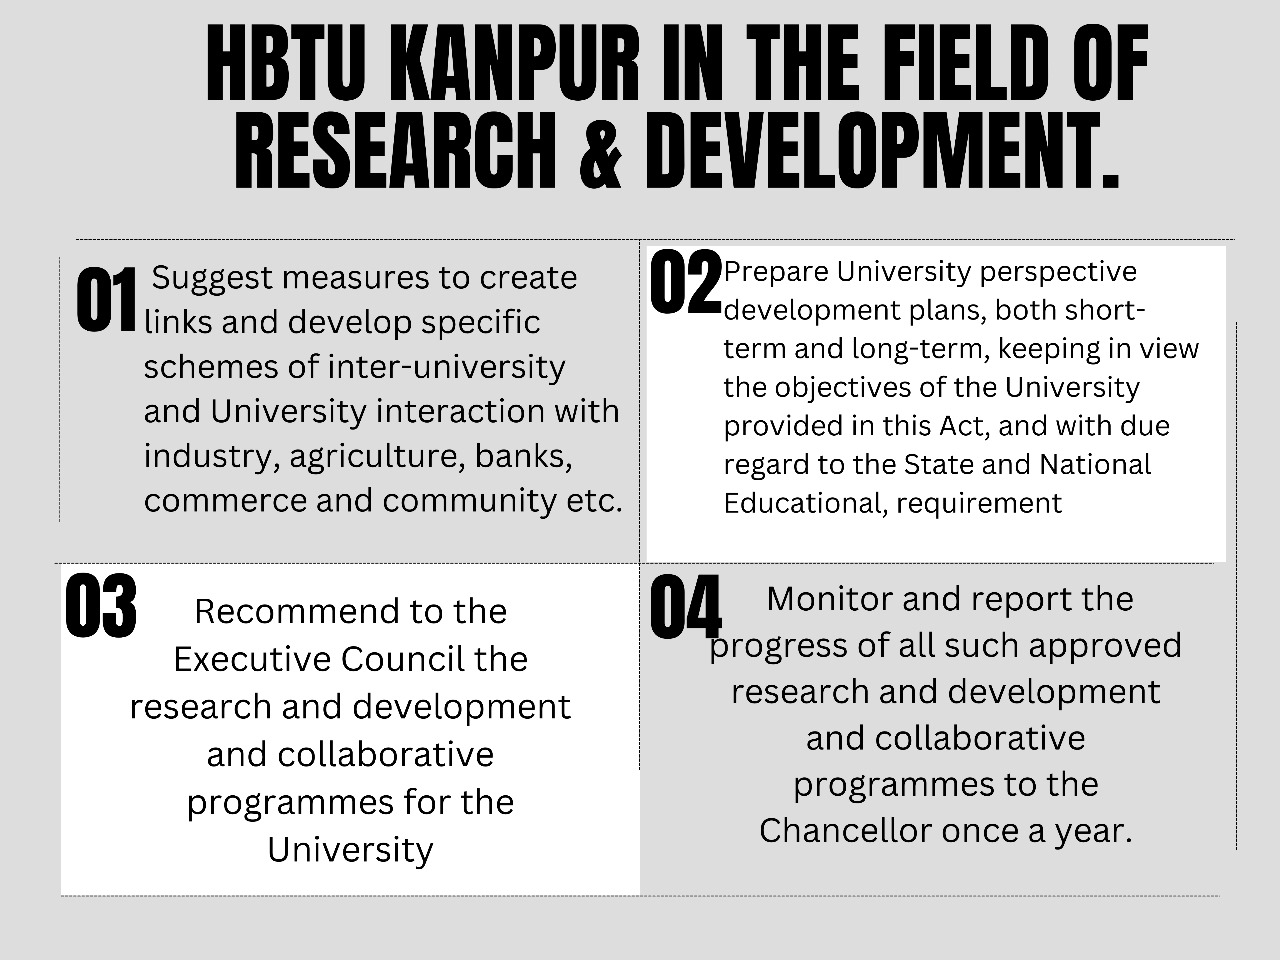 HBTU KANPUR IN THE FIELD OF
RESEARCH & DEVELOPMENT.
01
Suggest measures to create
links and develop specific
schemes of inter-university
and University interaction with
industry, agriculture, banks,
commerce and community etc.
02
Prepare University perspective
development plans, both short-
term and long-term, keeping in view
the objectives of the University
provided in this Act, and with due
regard to the State and National
Educational, requirement
03
Recommend to the
Executive Council the
research and development
and collaborative
programmes for the
University
04
Monitor and report the
progress of all such approved
research and development
and collaborative
programmes to the
Chancellor once a year.